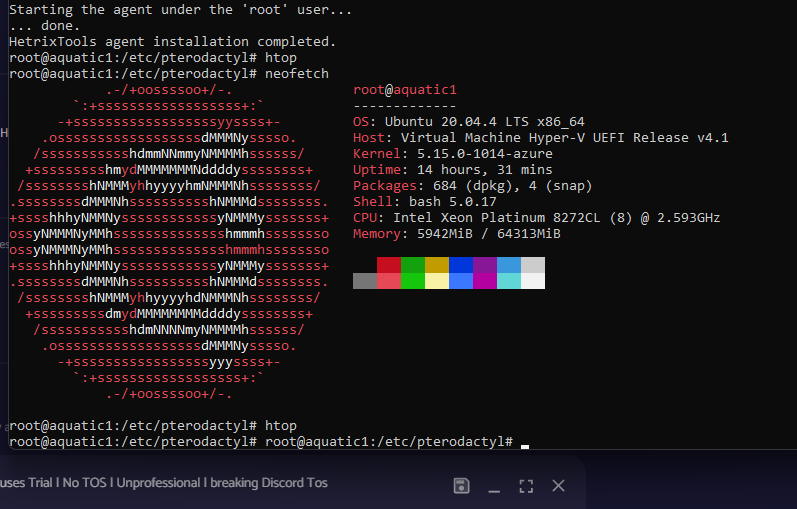 Starting the agent under the 'root' user...
... done.
HetrixTools agent installation completed.
root@aquatic1:/etc/pterodactyl# htop
root@aquatic1:/etc/pterodactyl# neofetch
.-/+oossssoo+/-.
`:+ssssssssssssssssss+:`
-+ssssssssssssssssssyyssss+-
.ossssssssssssssssssdMMMNysssso.
/ssssssssssshdmmNNmmyNMMMMhssssss/
+ssssssssshmydMMMMMMMNddddyssssssss+
/sssssssshNMMMyhhyyyyhmNMMMNhssssssss/
.ssssssssdMMMNhsssssssssshNMMMdssssssss.
+sssshhhyNMMNyssssssssssssyNMMMysssssss+
ossyNMMMNyMMhsssssssssssssshmmmhssssssso
ossyNMMMNyMMhsssssssssssssshmmmhssssssso
+sssshhhyNMMNyssssssssssssyNMMMysssssss+
.ssssssssdMMMNhsssssssssshNMMMdssssssss.
/sssssssshNMMMyhhyyyyhdNMMMNhssssssss/
+sssssssssdmydMMMMMMMMddddyssssssss+
/ssssssssssshdmNNNNmyNMMMMhssssss/
.ossssssssssssssssssdMMMNysssso.
-+sssssssssssssssssyyyssss+-
`:+ssssssssssssssssss+:`
.-/+oossssoo+/-.
root@aquatic1
-------------
OS: Ubuntu 20.04.4 LTS x86_64
Host: Virtual Machine Hyper-V UEFI Release v4.1
Kernel: 5.15.0-1014-azure
Uptime: 14 hours, 31 mins
Packages: 684 (dpkg), 4 (snap)
Shell: bash 5.0.17
CPU: Intel Xeon Platinum 8272CL (8) @ 2.593GHz
Memory: 5942MiB / 64313MiB
root@aquatic1:/etc/pterodactyl# htop
root@aquatic1:/etc/pterodactyl# root@aquatic1:/etc/pterodactyl#
uses Trial | No TOS | Unprofessional | breaking Discord Tos